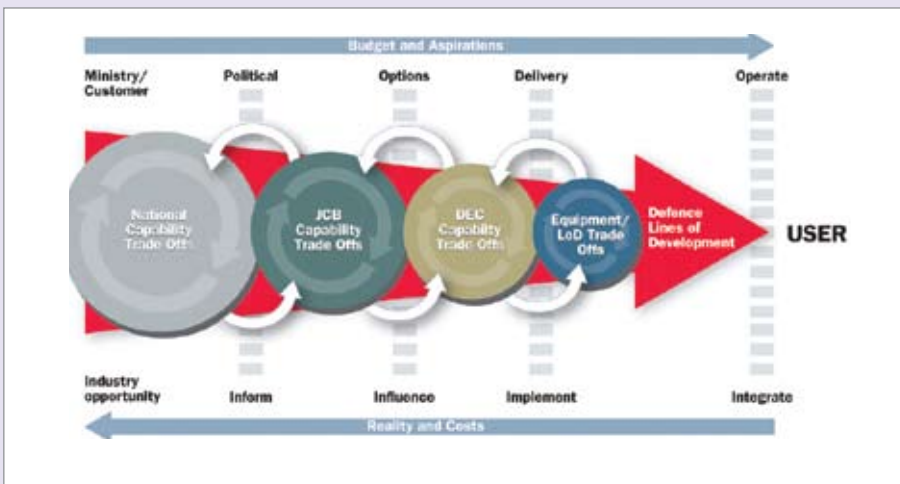 Budget and Aspirations
Ministry/
Customer
Political
Options
Delivery
Operate
National
Capability
Trade Offs
JCB
Capability
Trade Offs
DEC
Capability
Trade Offs
Equipment/
LoD Trade
Offs
Defence
Lines of
Development
USER
Industry
opportunity
Inform
Influence
Implement
Integrate
Reality and Costs